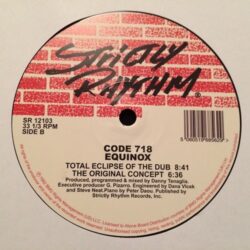 STRICTLY
RHYTHM
SR 12103
33 1/3 RPM
SIDE B
CODE 718
EQUINOX
TOTAL ECLIPSE OF THE DUB 8:41
THE ORIGINAL CONCEPT 6:36
Produced, programmed & mixed by Danny Tenaglia.
Executive producer G. Pizarro. Engineered by Dana Vlcek
and Steve Neat. Piano by Peter Daou. Published by
Strictly Rhythm Records, Inc.